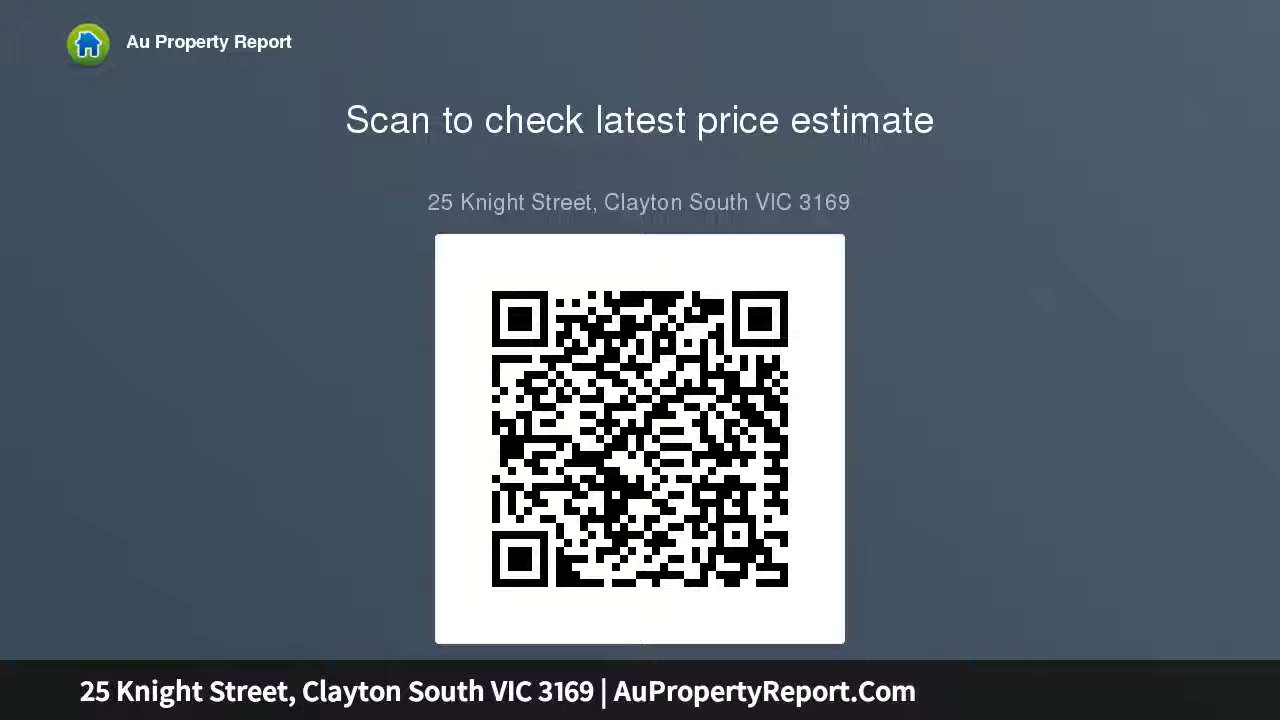 Au Property Report
Scan to check latest price estimate
25 Knight Street, Clayton South VIC 3169
25 Knight Street, Clayton South VIC 3169 | AuPropertyReport.Com